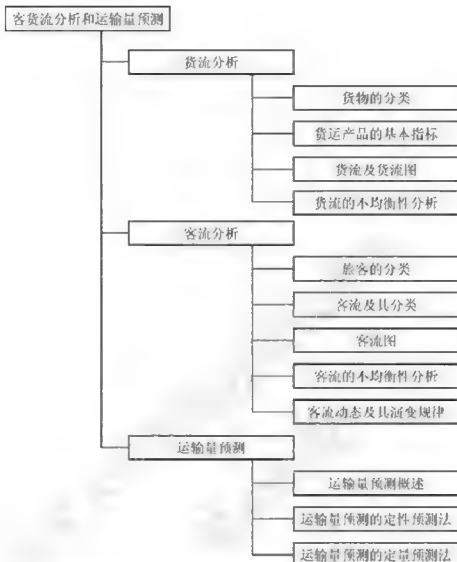 客货流分析和运输量预测
货流分析
货物的分类
货运产品的基本指标
货流及货流图
货流的不均衡性分析
客流分析
旅客的分类
客流及其分类
客流图
客流的不均衡性分析
客流动态及其演变规律
运输量预测
运输量预测概述
运输量预测的定性预测法
运输量预测的定量预测法